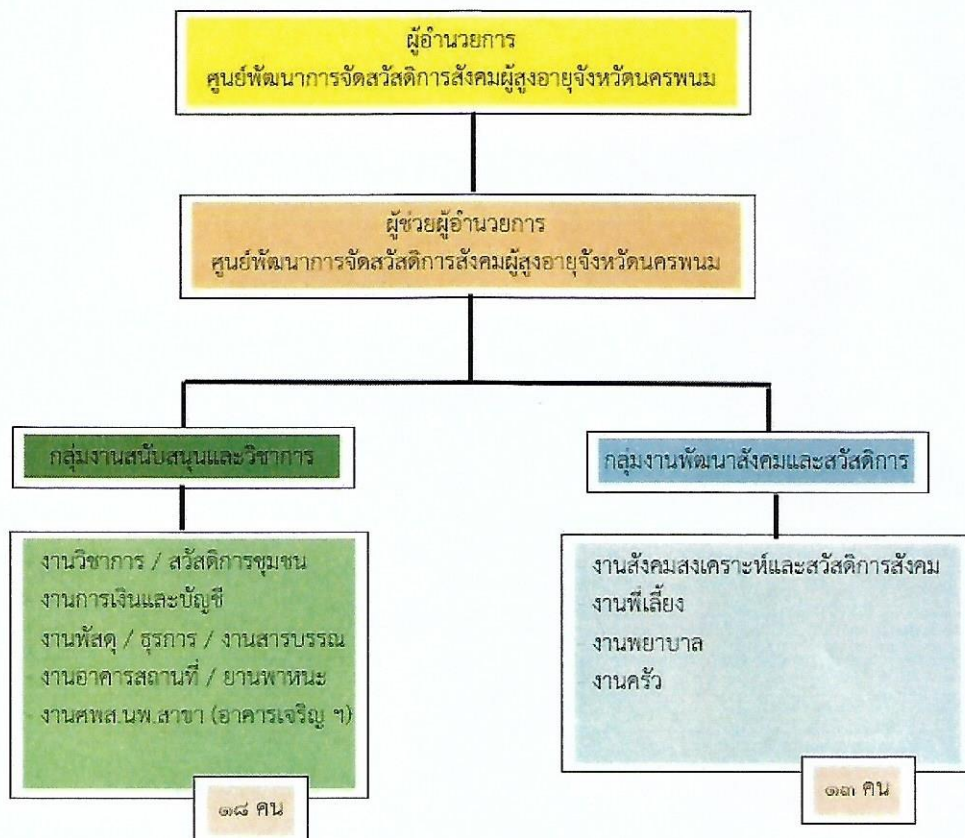 ผู้อำนวยการ
ศูนย์พัฒนาการจัดสวัสดิการสังคมผู้สูงอายุจังหวัดนครพนม
ผู้ช่วยผู้อำนวยการ
ศูนย์พัฒนาการจัดสวัสดิการสังคมผู้สูงอายุจังหวัดนครพนม
กลุ่มงานสนับสนุนและวิชาการ
งานวิชาการ / สวัสดิการชุมชน
งานการเงินและบัญชี
งานพัสดุ / ธุรการ / งานสารบรรณ
งานอาคารสถานที่ / ยานพาหนะ
งานศพส.นพ.สาขา (อาคารเจริญ ฯ)
๑๘ คน
กลุ่มงานพัฒนาสังคมและสวัสดิการ
งานสังคมสงเคราะห์และสวัสดิการสังคม
งานพี่เลี้ยง
งานพยาบาล
งานครัว
๑๓ คน